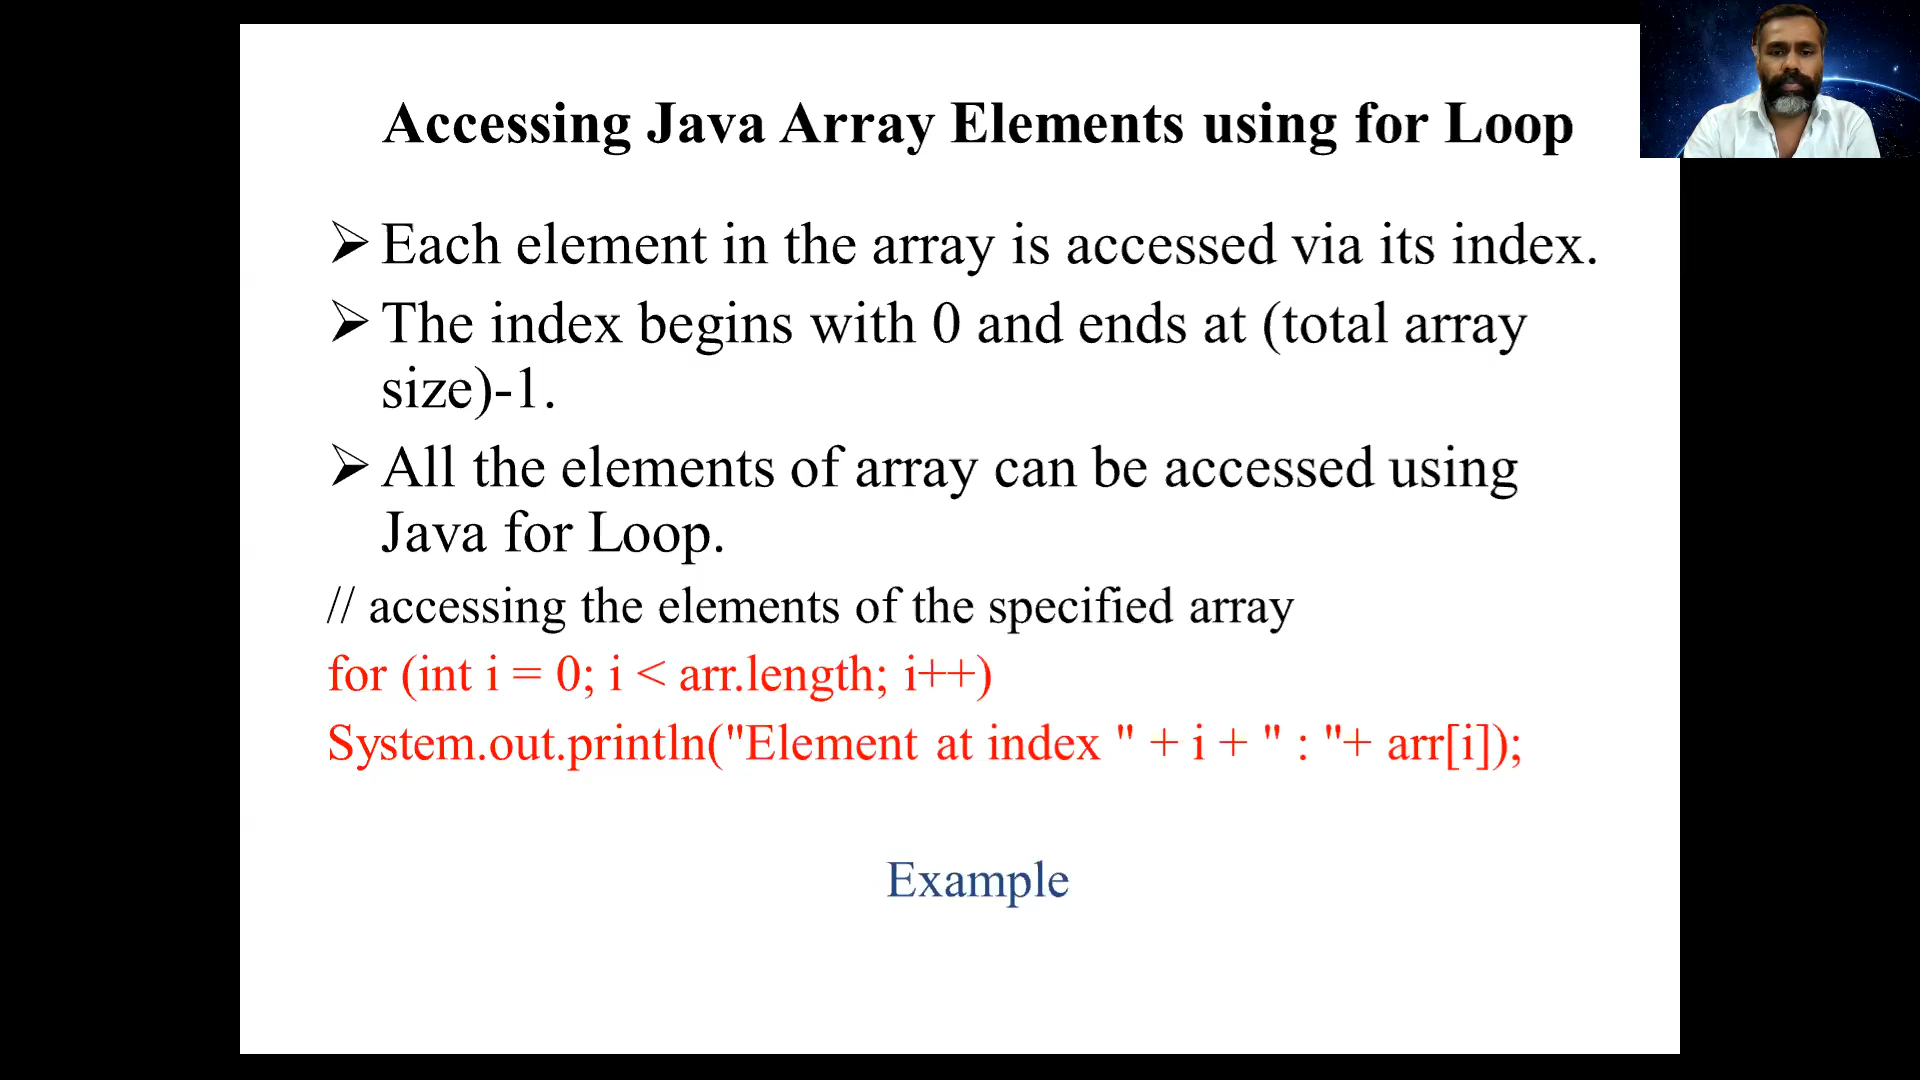 Accessing Java Array Elements using for Loop
Each element in the array is accessed via its index.
The index begins with 0 and ends at (total array
size)-1.
All the elements of array can be accessed using
Java for Loop.
// accessing the elements of the specified array
for (int i = 0; i < arr.length; i++)
System.out.println("Element at index " + i + " : "+ arr[i]);
Example